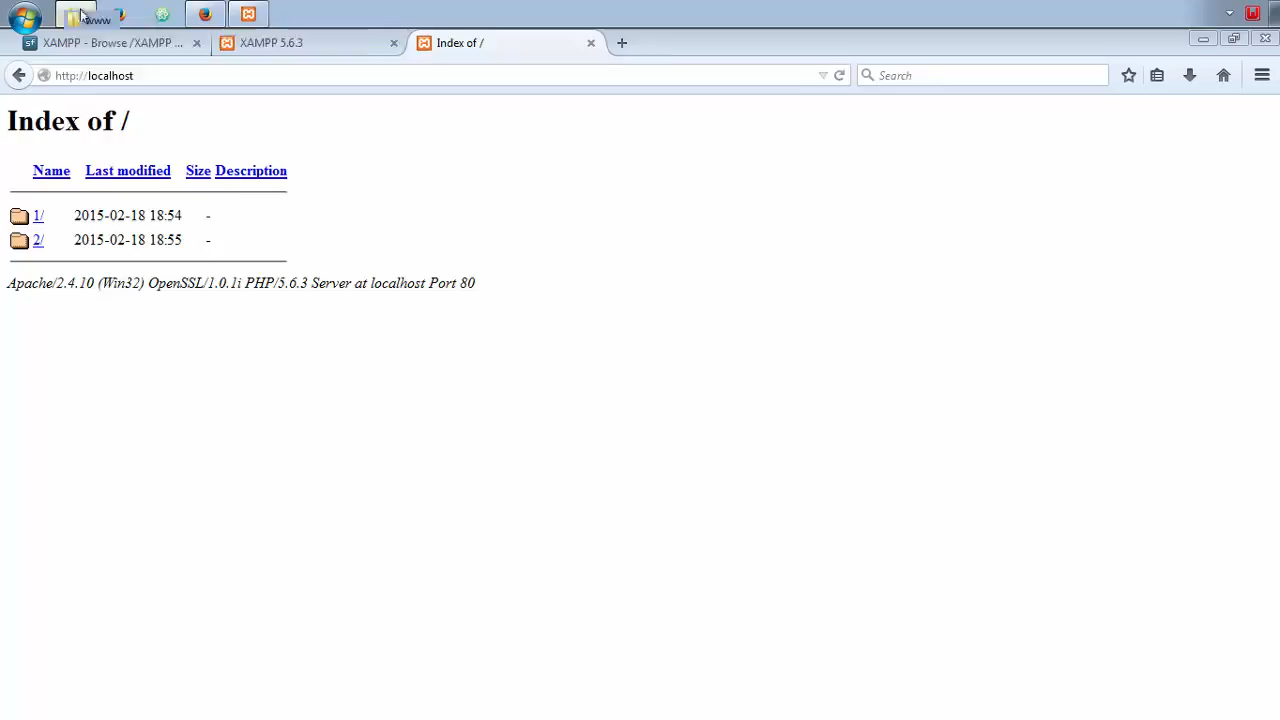 www
XAMPP - Browse /XAMPP ...
XAMPP 5.6.3
Index of /
http://localhost
Search
Index of /
Name Last modified Size Description
1/ 2015-02-18 18:54 -
2/ 2015-02-18 18:55 -
Apache/2.4.10 (Win32) OpenSSL/1.0.1i PHP/5.6.3 Server at localhost Port 80